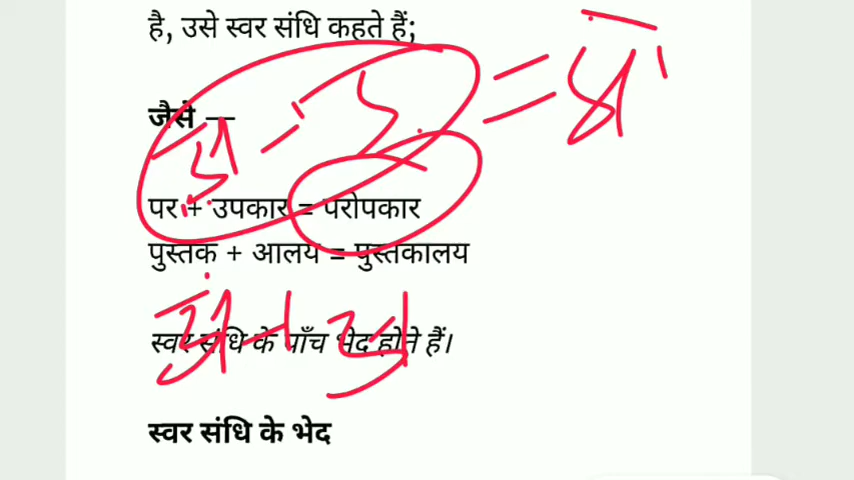 है, उसे स्वर संधि कहते हैं;
जैसे —
पर + उपकार = परोपकार
पुस्तक + आलय = पुस्तकालय
स्वर संधि के पाँच भेद होते हैं।
स्वर संधि के भेद